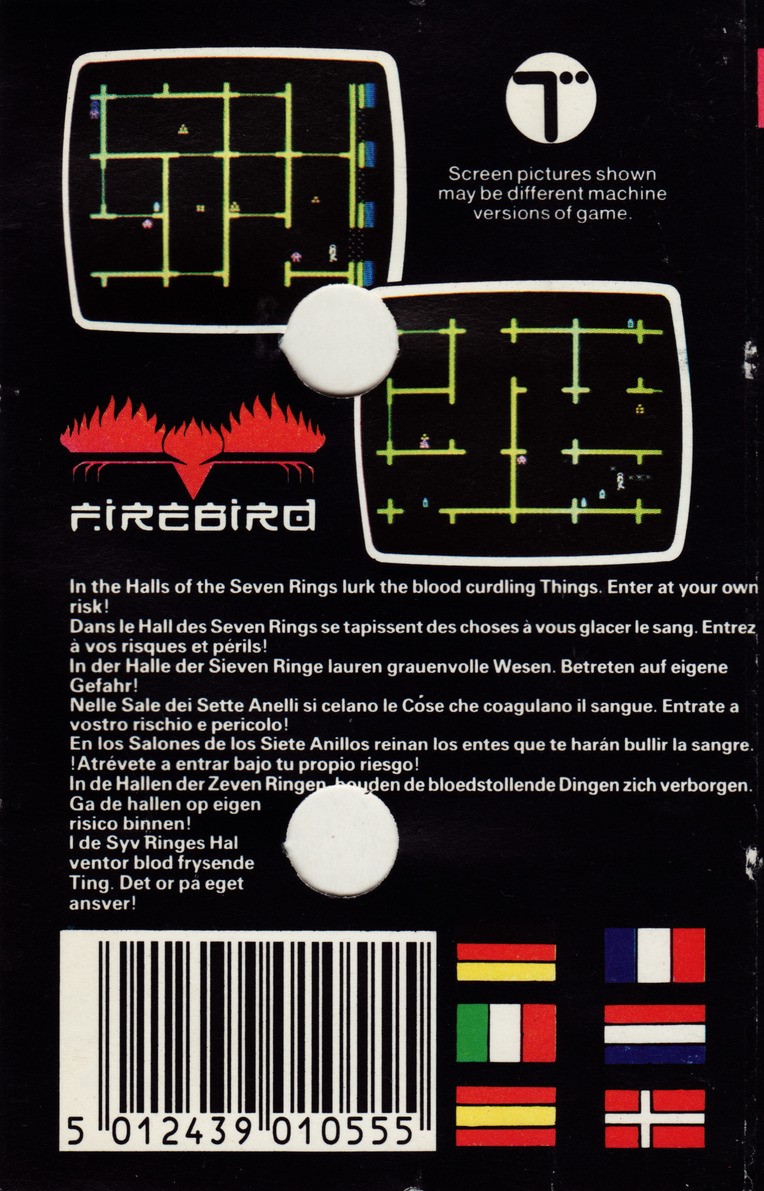 Screen pictures shown
may be different machine
versions of game.
FIREBIRD
In the Halls of the Seven Rings lurk the blood curdling Things. Enter at your own
risk!
Dans le Hall des Seven Rings se tapissent des choses à vous glacer le sang. Entrez
à vos risques et périls!
In der Halle der Sieven Ringe lauren grauenvolle Wesen. Betreten auf eigene
Gefahr!
Nelle Sale dei Sette Anelli si celano le Cose che coagulano il sangue. Entrate a
vostro rischio e pericolo!
En los Salones de los Siete Anillos reinan los entes que te harán bullir la sangre.
!Atrévete a entrar bajo tu propio riesgo!
In de Hallen der Zeven Ringen houden de bloedstollende Dingen zich verborgen.
Ga de hallen op eigen
risico binnen!
I de Syv Ringes Hal
ventor blod frysende
Ting. Det or på eget
ansver!
5 012439 010555